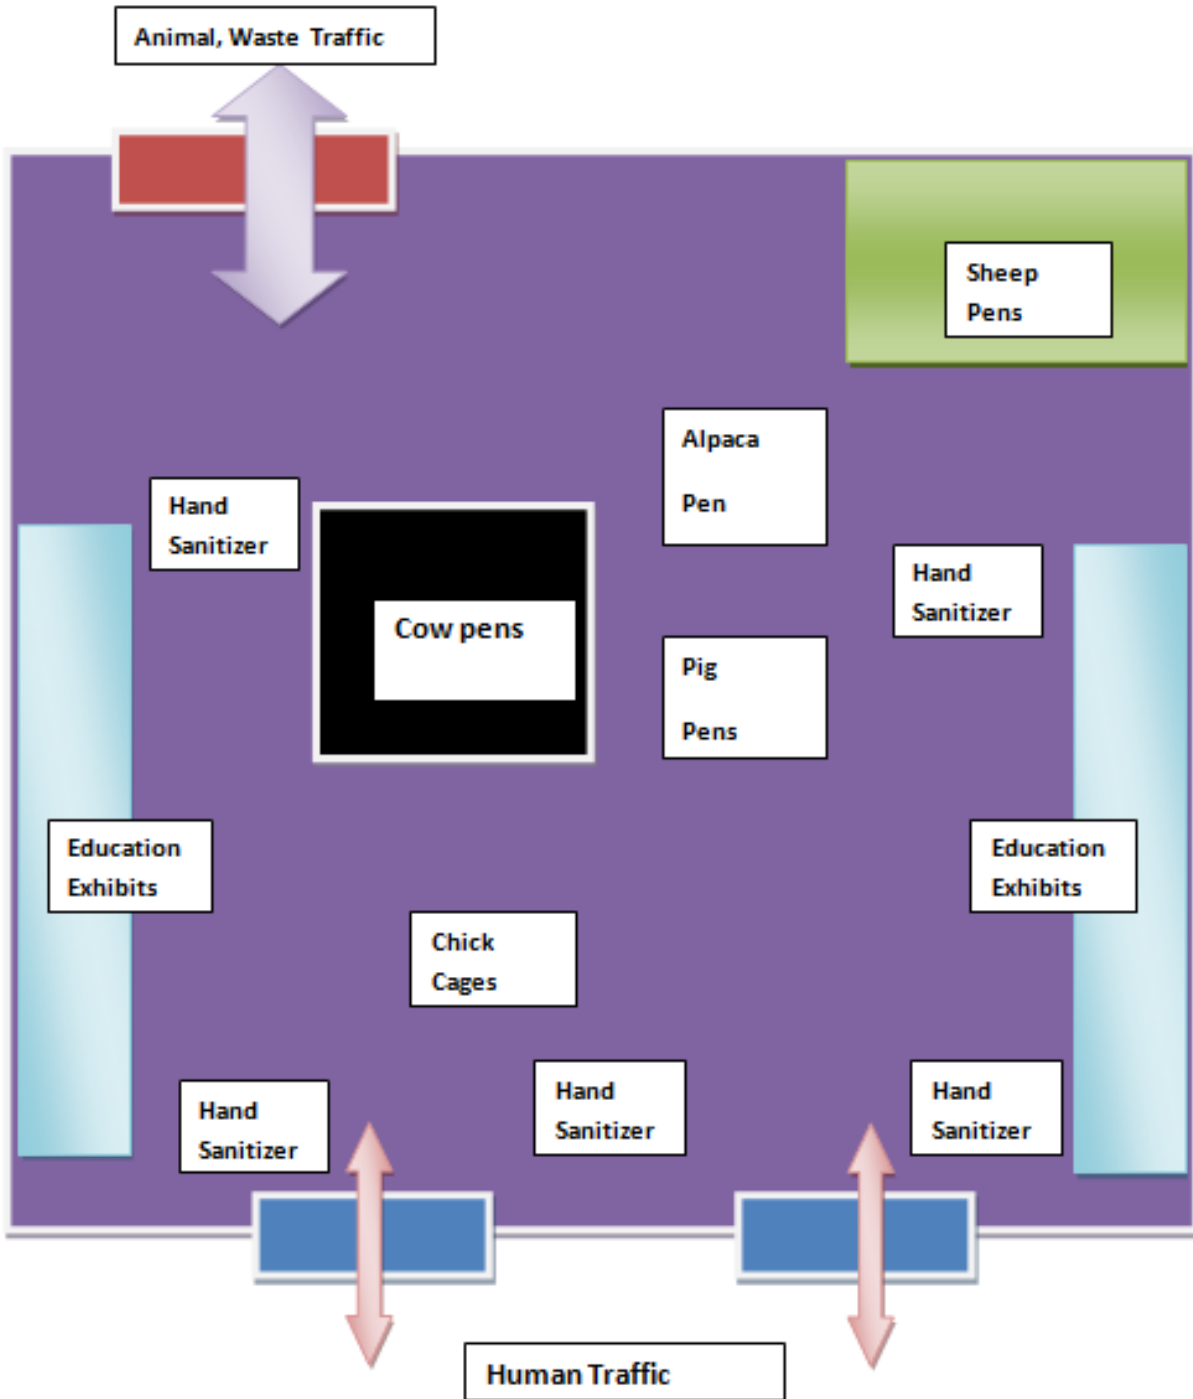 Animal, Waste Traffic
Sheep
Pens
Alpaca
Pen
Hand
Sanitizer
Hand
Sanitizer
Cow pens
Pig
Pens
Education
Exhibits
Education
Exhibits
Chick
Cages
Hand
Sanitizer
Hand
Sanitizer
Hand
Sanitizer
Human Traffic